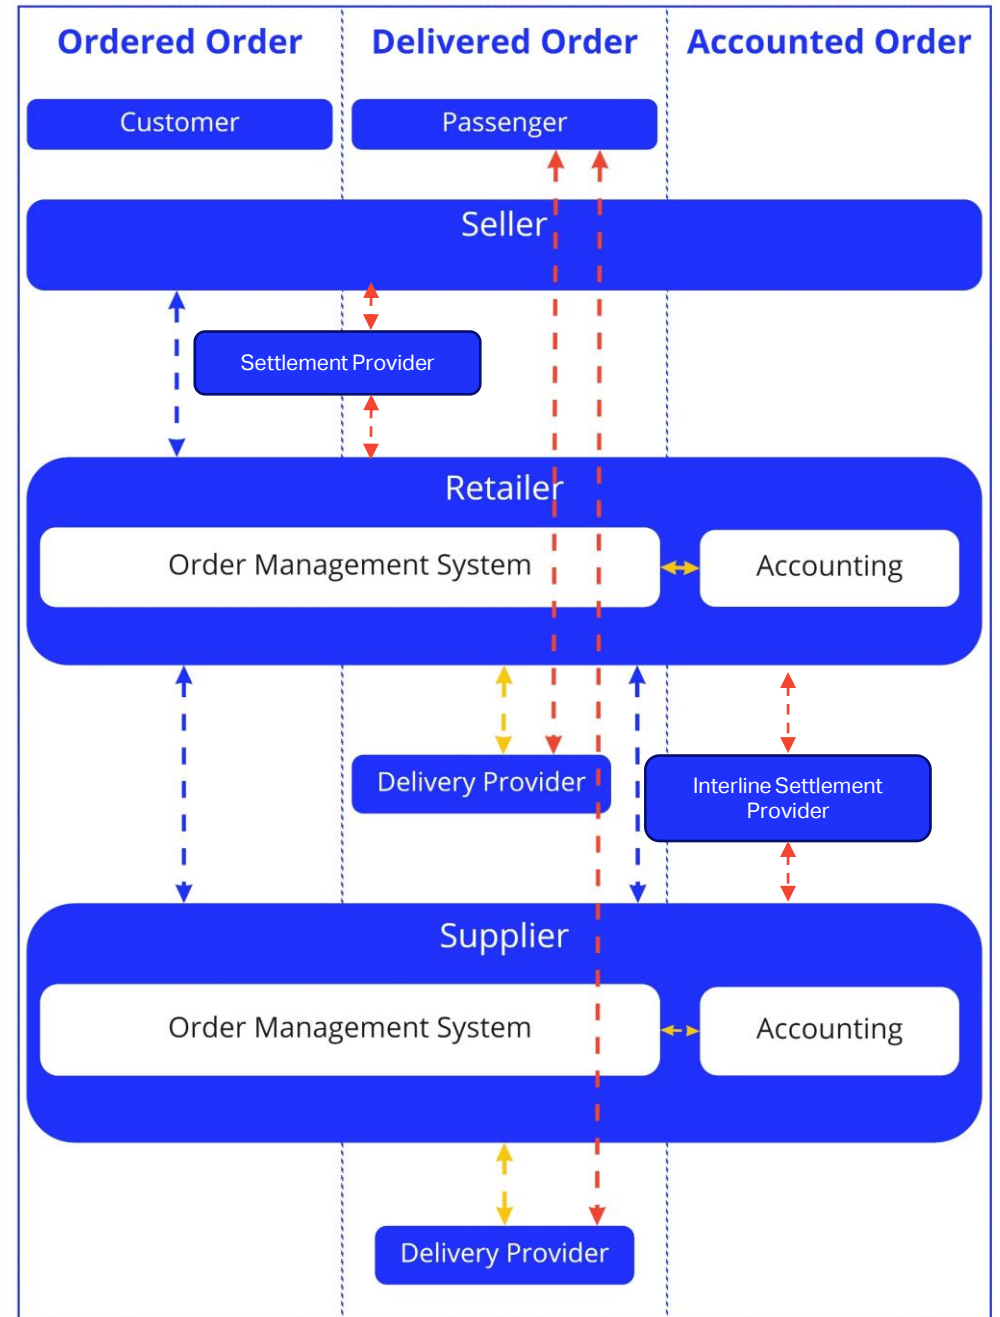 Ordered Order
Delivered Order
Accounted Order
Customer
Passenger
Seller
Settlement Provider
Retailer
Order Management System
Accounting
Delivery Provider
Interline Settlement
Provider
Supplier
Order Management System
Accounting
Delivery Provider